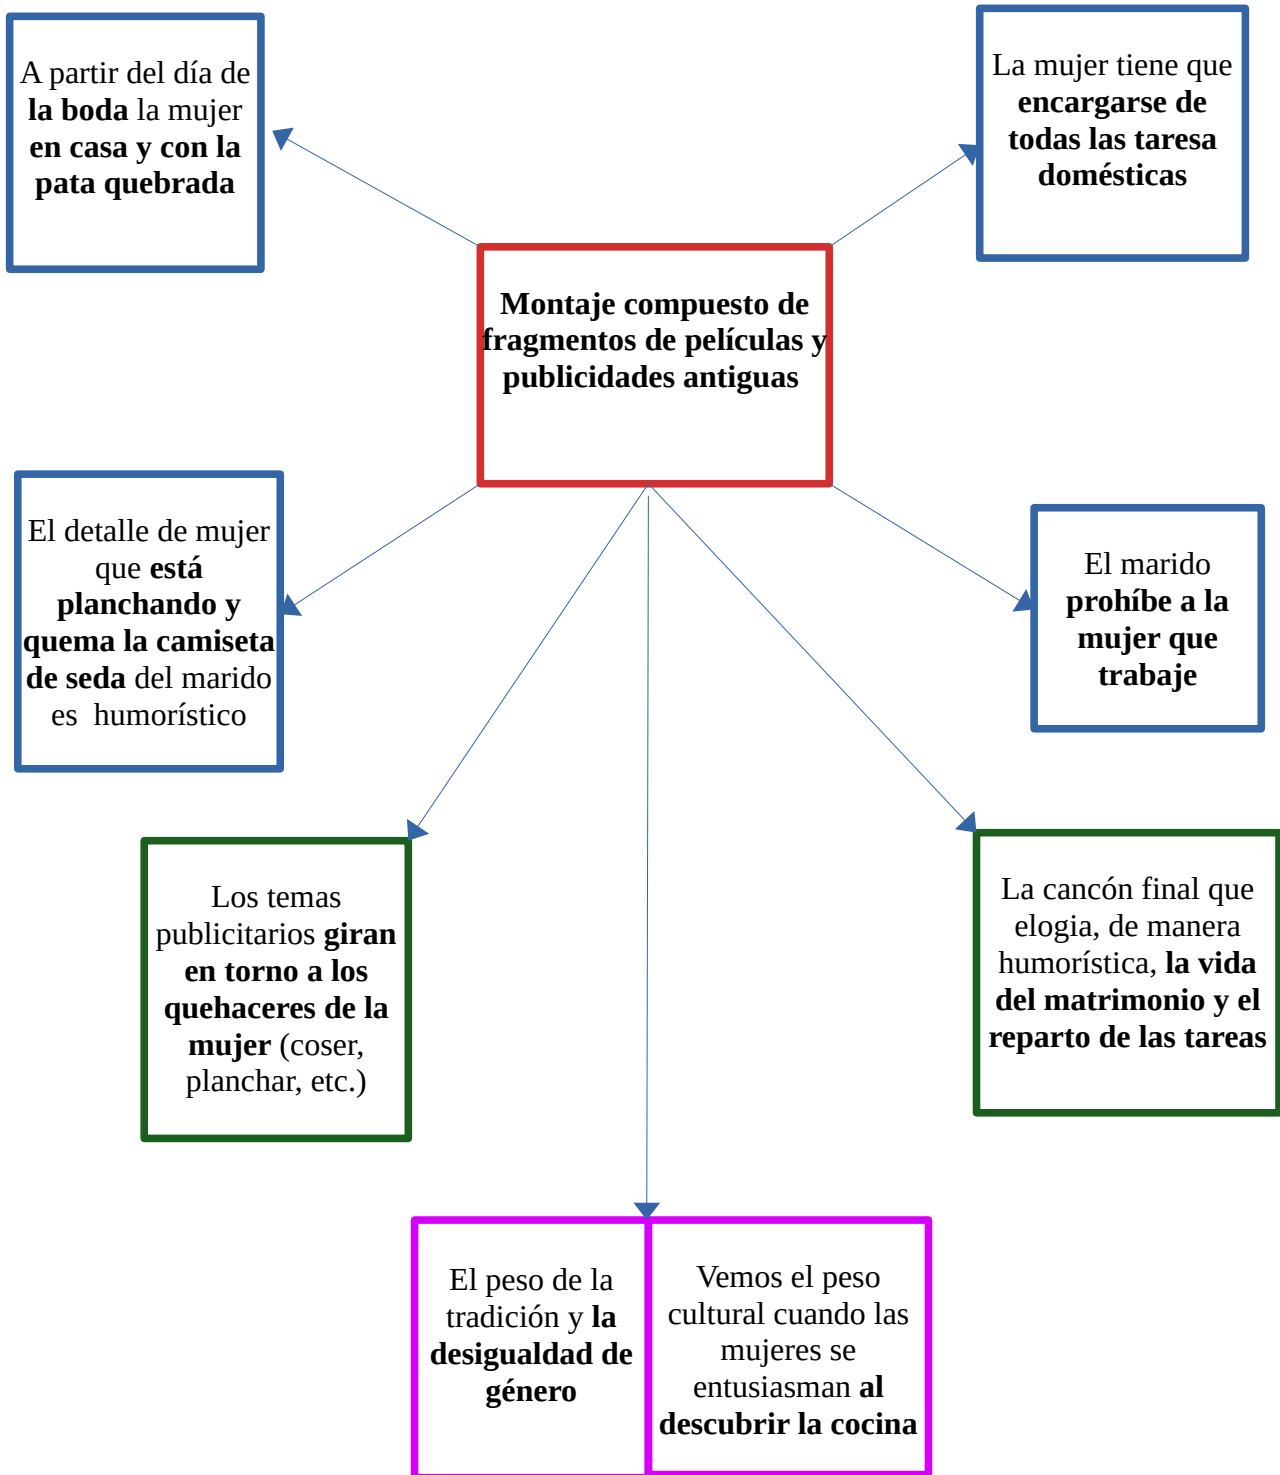 A partir del día de
la boda la mujer
en casa y con la
pata quebrada
La mujer tiene que
encargarse de
todas las taresa
domésticas
Montaje compuesto de
fragmentos de películas y
publicidades antiguas
El detalle de mujer
que está
planchando y
quema la camiseta
de seda del marido
es humorístico
El marido
prohíbe a la
mujer que
trabaje
Los temas
publicitarios giran
en torno a los
quehaceres de la
mujer (coser,
planchar, etc.)
La cancón final que
elogia, de manera
humorística, la vida
del matrimonio y el
reparto de las tareas
El peso de la
tradición y la
desigualdad de
género
Vemos el peso
cultural cuando las
mujeres se
entusiasman al
descubrir la cocina